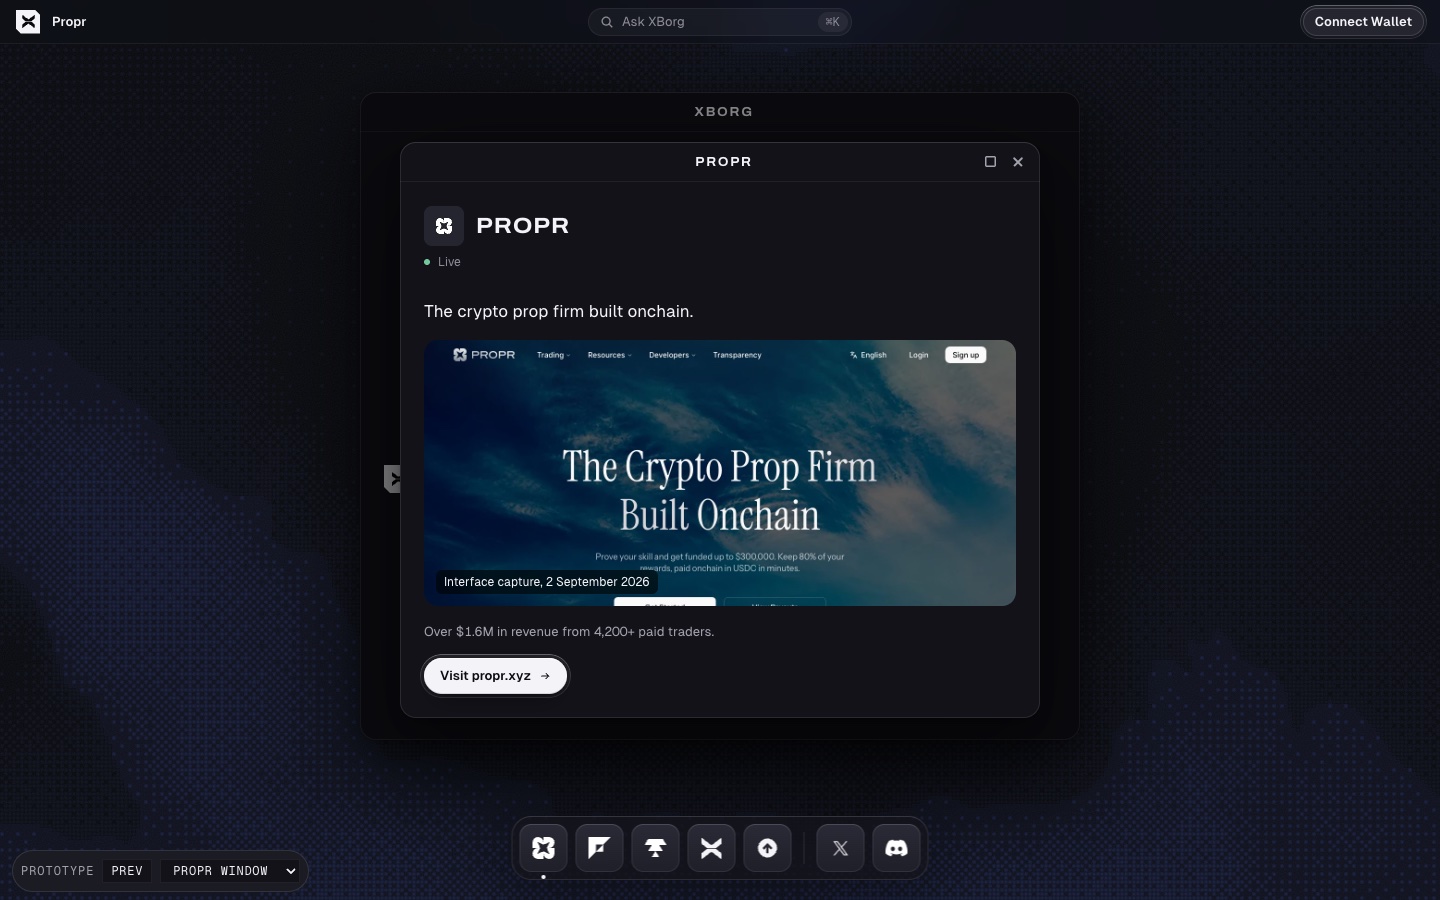 Propr
Ask XBorg
⌘K
Connect Wallet
XBORG
PROPR
PROPR
Live
The crypto prop firm built onchain.
PROPR
Trading
Resources
Developers
Transparency
English
Login
Sign up
The Crypto Prop Firm
Built Onchain
Prove your skill and get funded up to $300,000. Keep 80% of your
rewards, paid onchain in USDC in minutes.
Interface capture, 2 September 2026
Over $1.6M in revenue from 4,200+ paid traders.
Visit propr.xyz →
PROTOTYPE
PREV
PROPR WINDOW